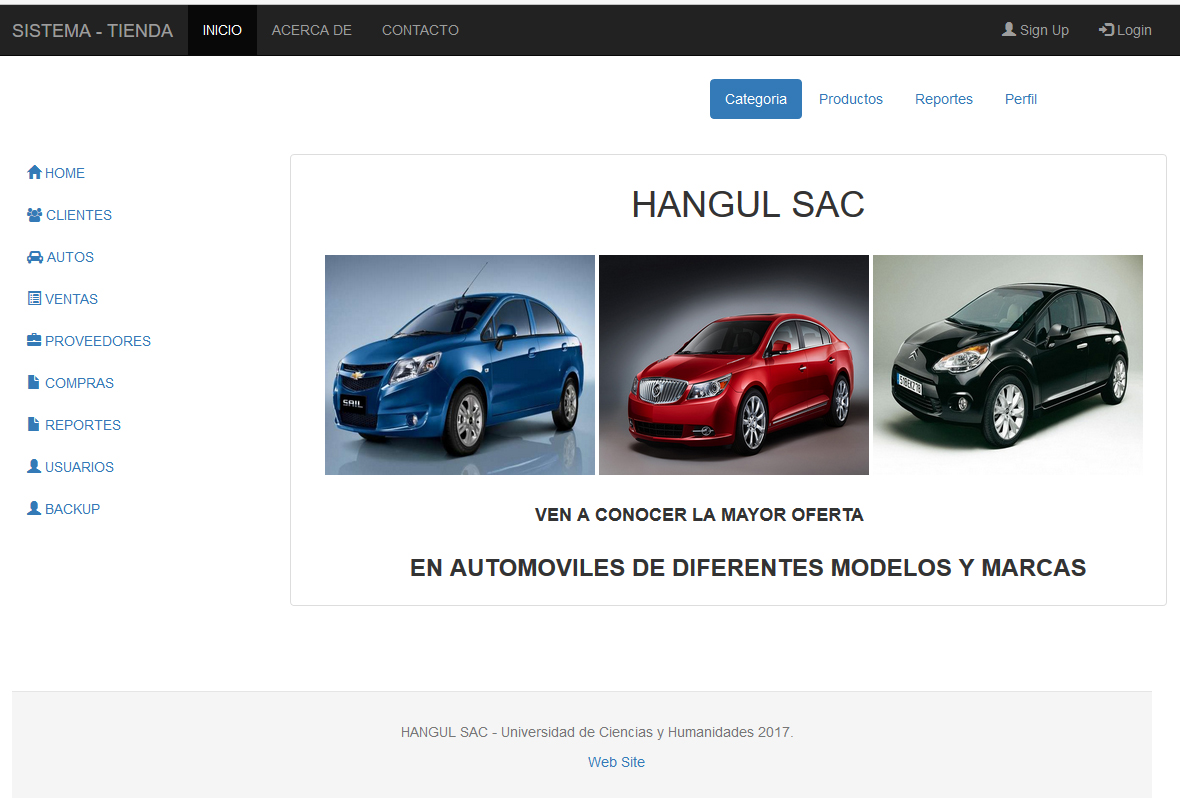 SISTEMA - TIENDA INICIO ACERCA DE CONTACTO Sign Up Login
Categoria Productos Reportes Perfil
HOME
CLIENTES
AUTOS
VENTAS
PROVEEDORES
COMPRAS
REPORTES
USUARIOS
BACKUP
HANGUL SAC
SAIL
VEN A CONOCER LA MAYOR OFERTA
EN AUTOMOVILES DE DIFERENTES MODELOS Y MARCAS
HANGUL SAC - Universidad de Ciencias y Humanidades 2017.
Web Site